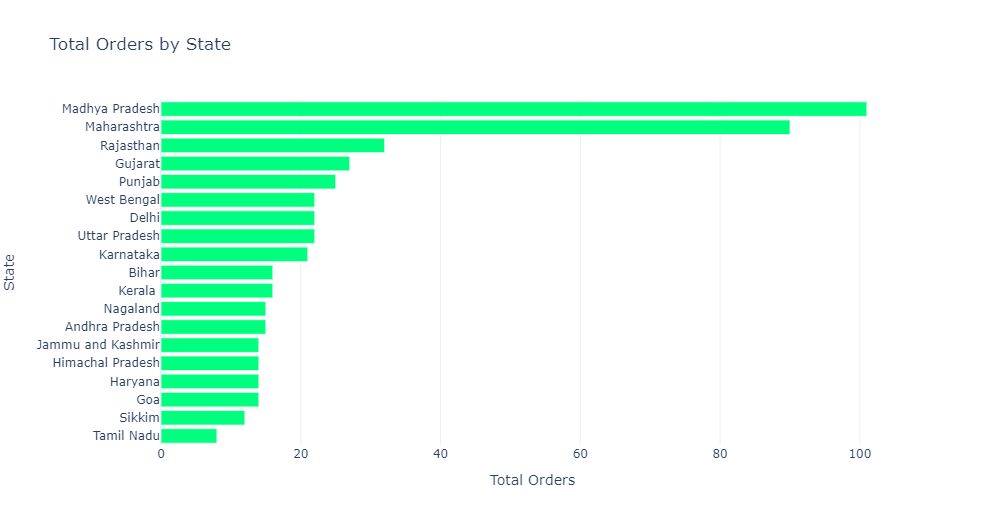 Total Orders by State
Madhya Pradesh
Maharashtra
Rajasthan
Gujarat
Punjab
West Bengal
Delhi
Uttar Pradesh
Karnataka
Bihar
Kerala
Nagaland
Andhra Pradesh
Jammu and Kashmir
Himachal Pradesh
Haryana
Goa
Sikkim
Tamil Nadu
State
0 20 40 60 80 100
Total Orders